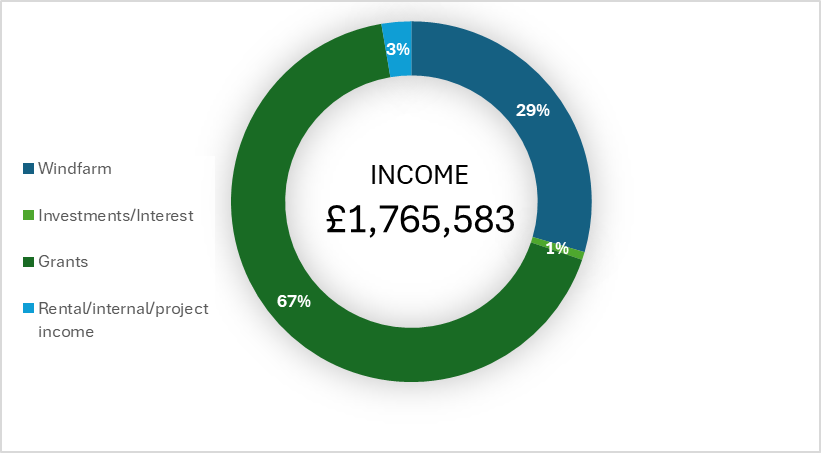 3%
29%
INCOME
£1,765,583
Windfarm
Investments/Interest
1%
Grants
67%
Rental/internal/project
income